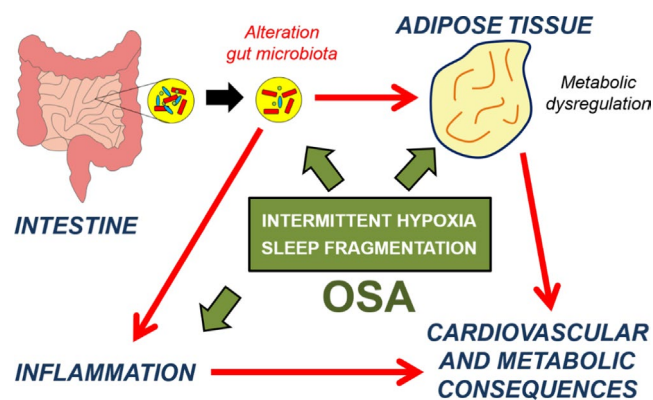 Alteration
gut microbiota
ADIPOSE TISSUE
Metabolic
dysregulation
INTESTINE
INTERMITTENT HYPOXIA
SLEEP FRAGMENTATION
OSA
INFLAMMATION
CARDIOVASCULAR
AND METABOLIC
CONSEQUENCES